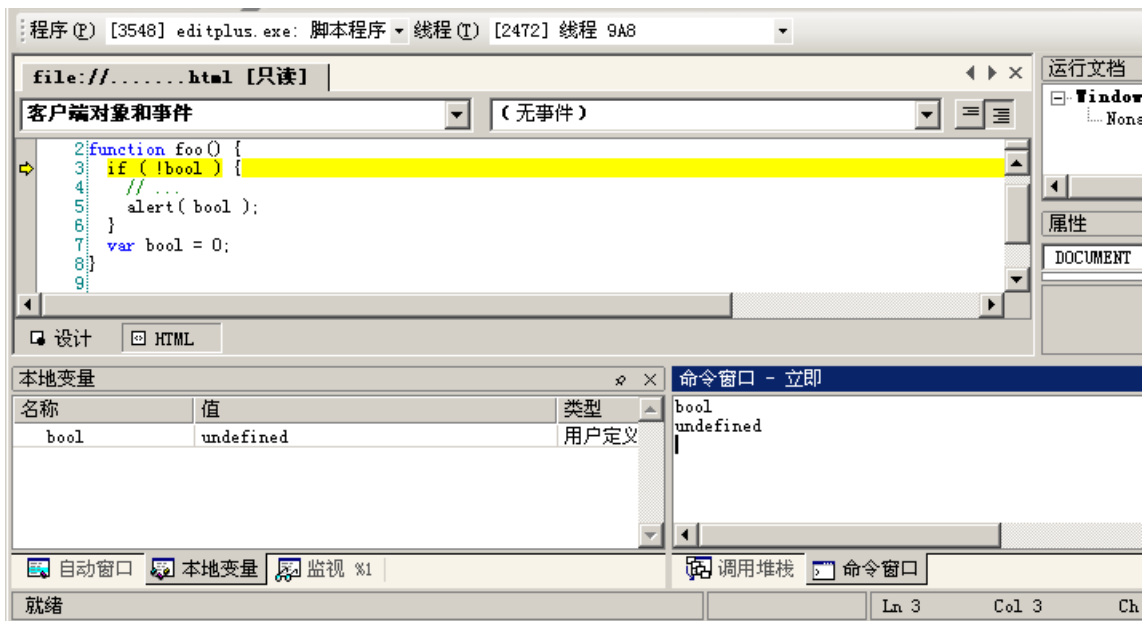 程序(P) [3548] editplus.exe: 脚本程序 线程(T) [2472] 线程 9A8
file://.......html [只读]
运行文档
客户端对象和事件 (无事件)
Window
Nons
2 function foo() {
3 if ( !bool ) {
4 // ...
5 alert( bool );
6 }
7 var bool = 0;
8 }
9
属性
DOCUMENT
设计 HTML
本地变量
名称 值 类型
bool undefined 用户定义
命令窗口 - 立即
bool
undefined
自动窗口 本地变量 监视 %1
调用堆栈 命令窗口
就绪 Ln 3 Col 3 Ch